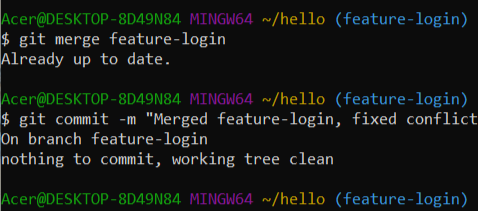 Acer@DESKTOP-8D49N84 MINGW64 ~/hello (feature-login)
$ git merge feature-login
Already up to date.
Acer@DESKTOP-8D49N84 MINGW64 ~/hello (feature-login)
$ git commit -m "Merged feature-login, fixed conflict
On branch feature-login
nothing to commit, working tree clean
Acer@DESKTOP-8D49N84 MINGW64 ~/hello (feature-login)